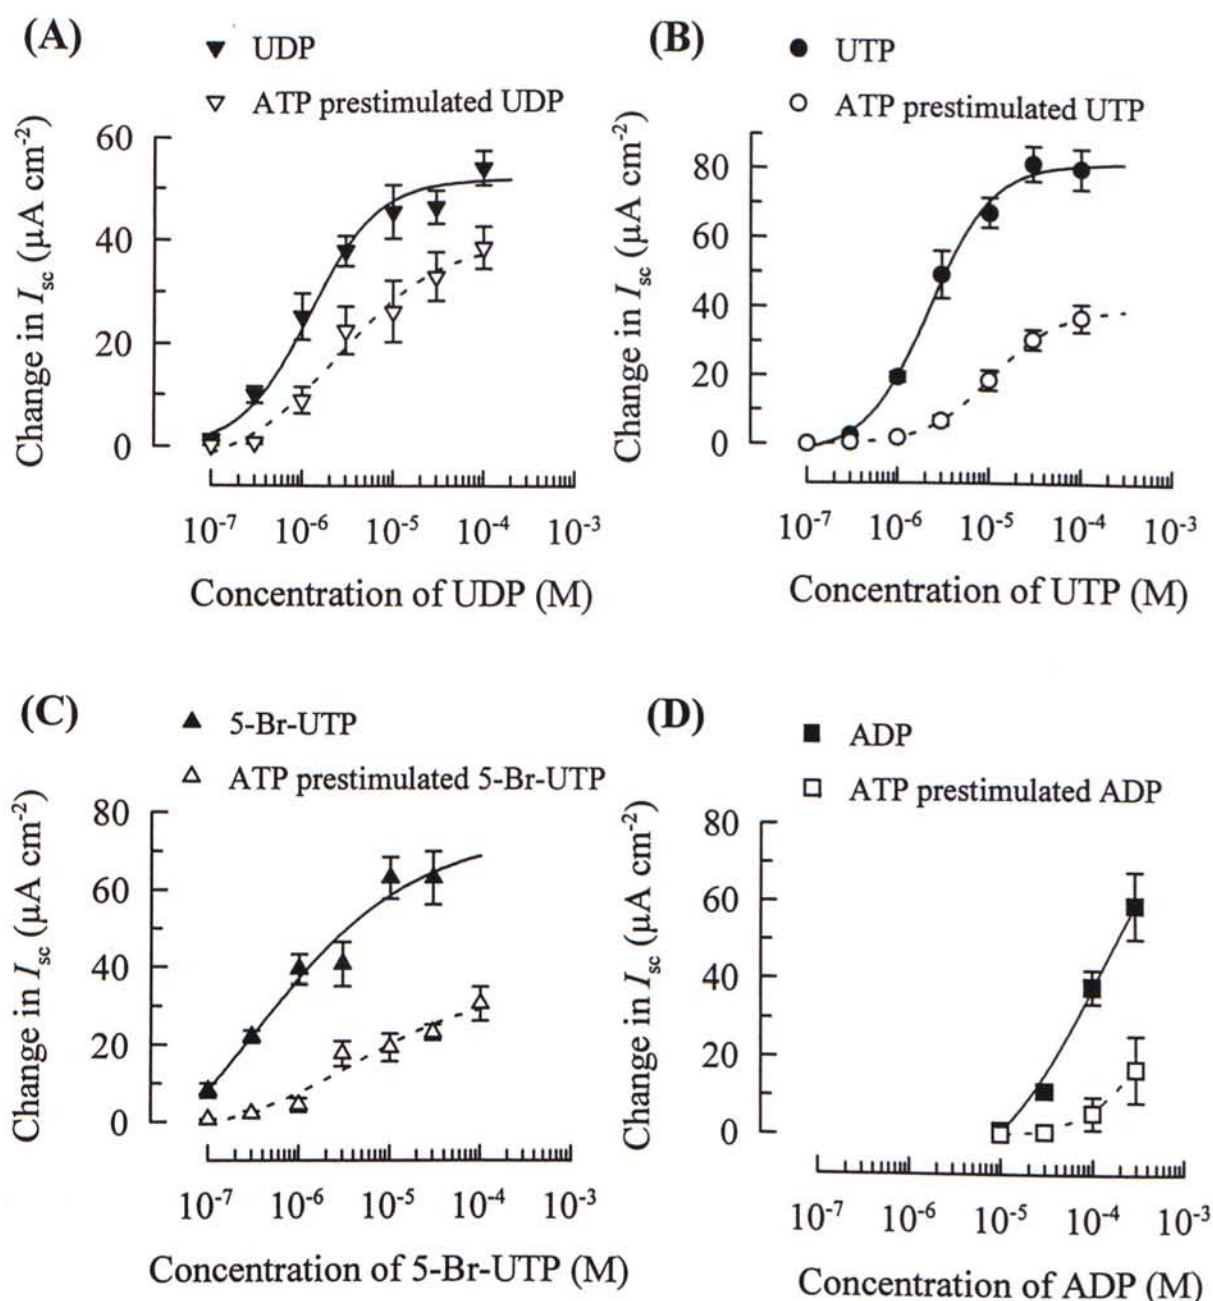 (A)
▼ UDP
▽ ATP prestimulated UDP
Change in Isc (µA cm-2)
60
40
20
0
10-7 10-6 10-5 10-4 10-3
Concentration of UDP (M)
(B)
● UTP
○ ATP prestimulated UTP
Change in Isc (µA cm-2)
80
60
40
20
0
10-7 10-6 10-5 10-4 10-3
Concentration of UTP (M)
(C)
▲ 5-Br-UTP
△ ATP prestimulated 5-Br-UTP
Change in Isc (µA cm-2)
80
60
40
20
0
10-7 10-6 10-5 10-4 10-3
Concentration of 5-Br-UTP (M)
(D)
■ ADP
□ ATP prestimulated ADP
Change in Isc (µA cm-2)
80
60
40
20
0
10-7 10-6 10-5 10-4 10-3
Concentration of ADP (M)